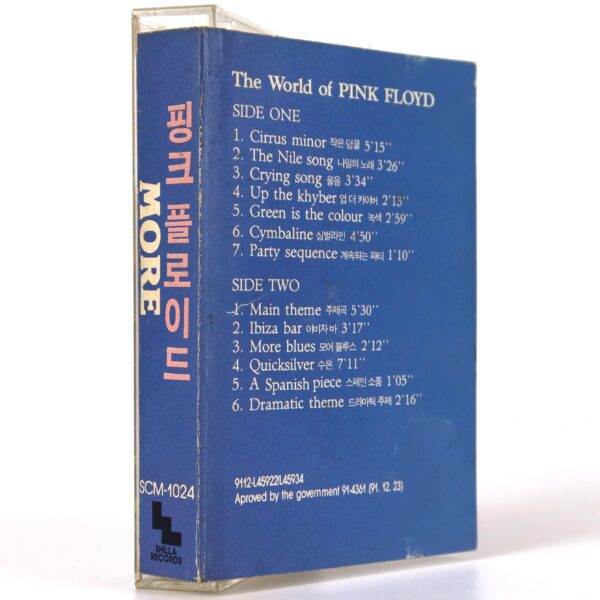 핑크 플로이드
MORE
SCM-1024
SHILLA
RECORDS
The World of PINK FLOYD
SIDE ONE
1. Cirrus minor 작은 덩쿨 5'15''
2. The Nile song 나일의 노래 3'26''
3. Crying song 울음 3'34''
4. Up the khyber 업 더 카이버 2'13''
5. Green is the colour 녹색 2'59''
6. Cymbaline 심벌라인 4'50''
7. Party sequence 계속되는 파티 1'10''
SIDE TWO
1. Main theme 주제곡 5'30''
2. Ibiza bar 이비자 바 3'17''
3. More blues 모어 블루스 2'12''
4. Quicksilver 수은 7'11''
5. A Spanish piece 스페인 소품 1'05''
6. Dramatic theme 드라마틱 주제 2'16''
9112-L45922/L45934
Aproved by the government 91-4361 (91. 12. 23)